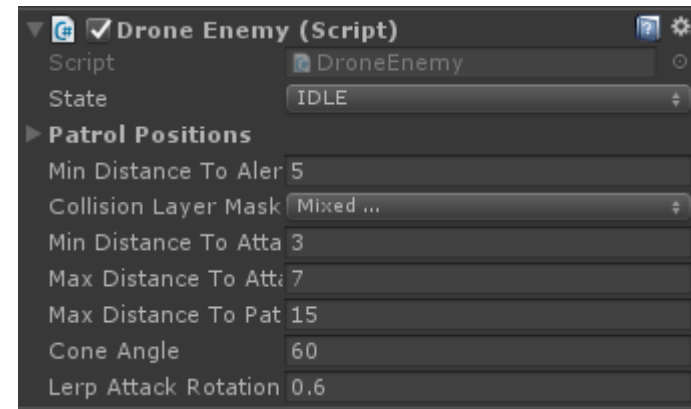 Drone Enemy (Script)
Script DroneEnemy
State IDLE
Patrol Positions
Min Distance To Aler 5
Collision Layer Mask Mixed ...
Min Distance To Atta 3
Max Distance To Atta 7
Max Distance To Pat 15
Cone Angle 60
Lerp Attack Rotation 0.6